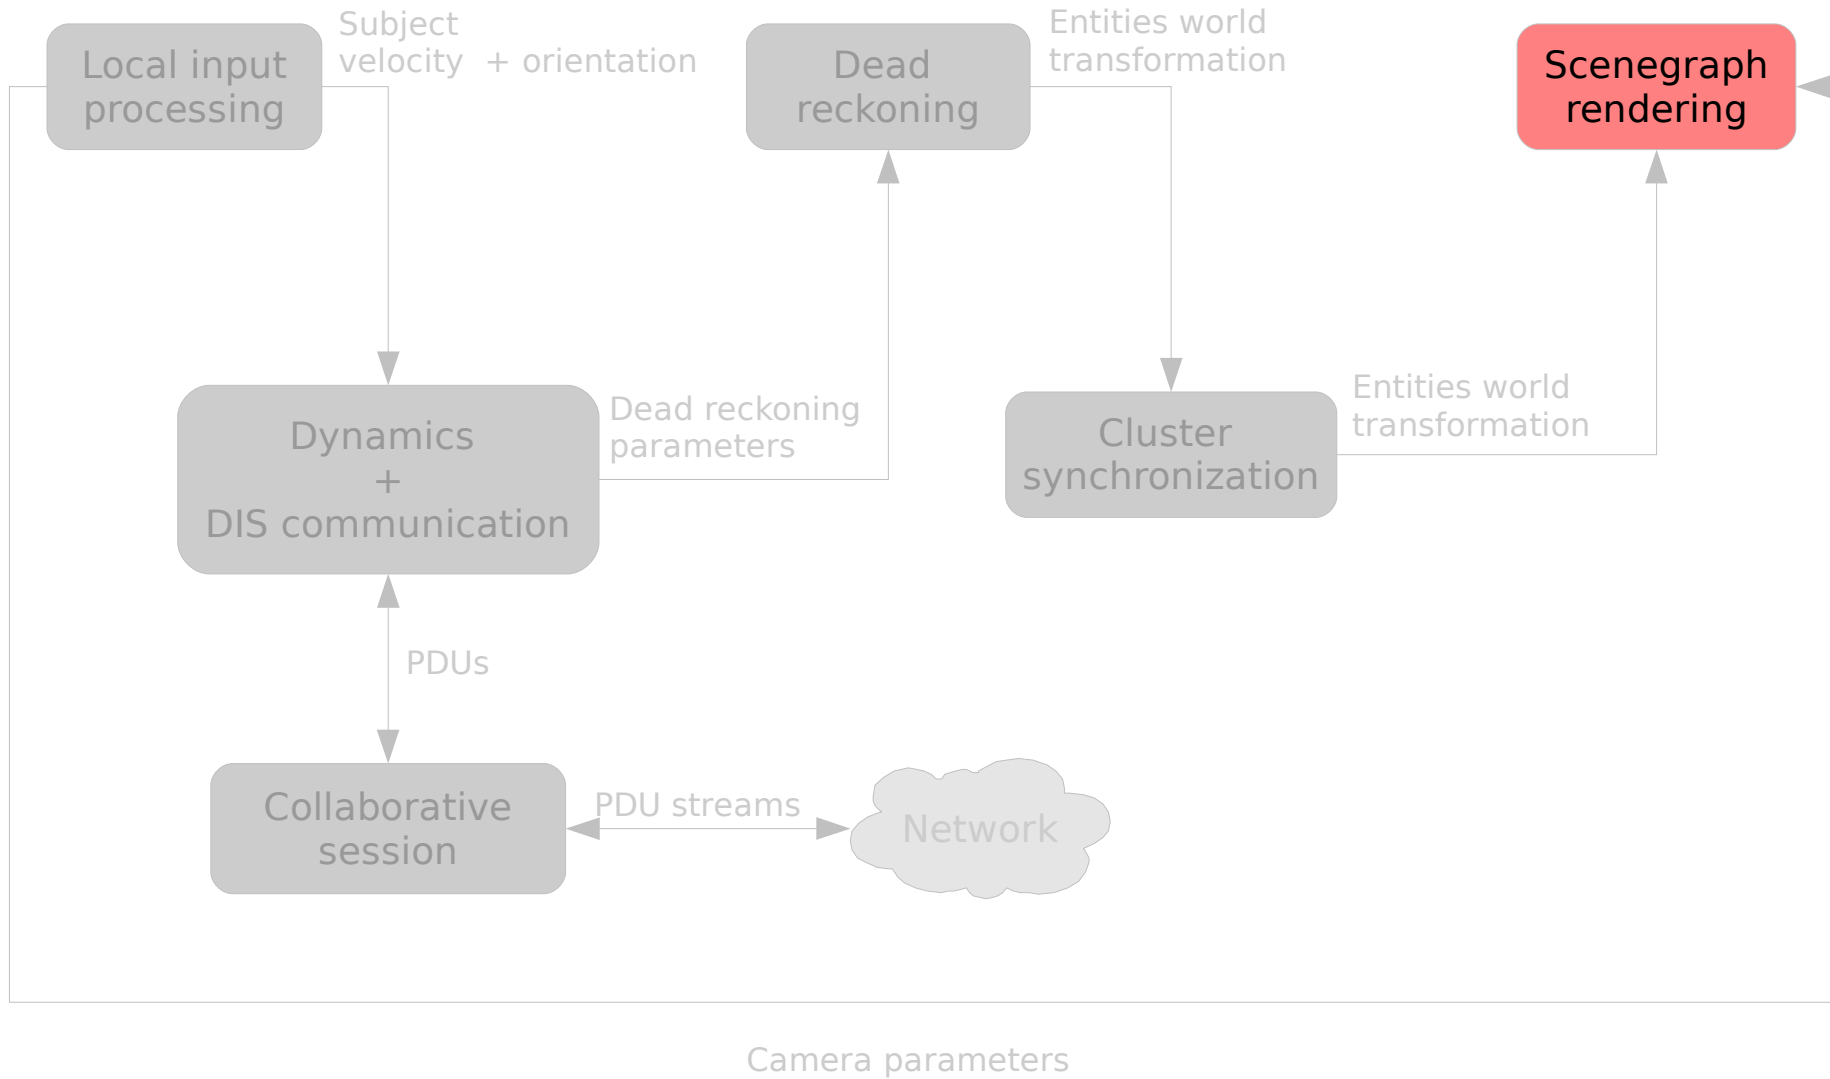 Local input
processing
Subject
velocity + orientation
Dead
reckoning
Entities world
transformation
Scenegraph
rendering
Dynamics
+
DIS communication
Dead reckoning
parameters
Cluster
synchronization
Entities world
transformation
PDUs
Collaborative
session
PDU streams
Network
Camera parameters